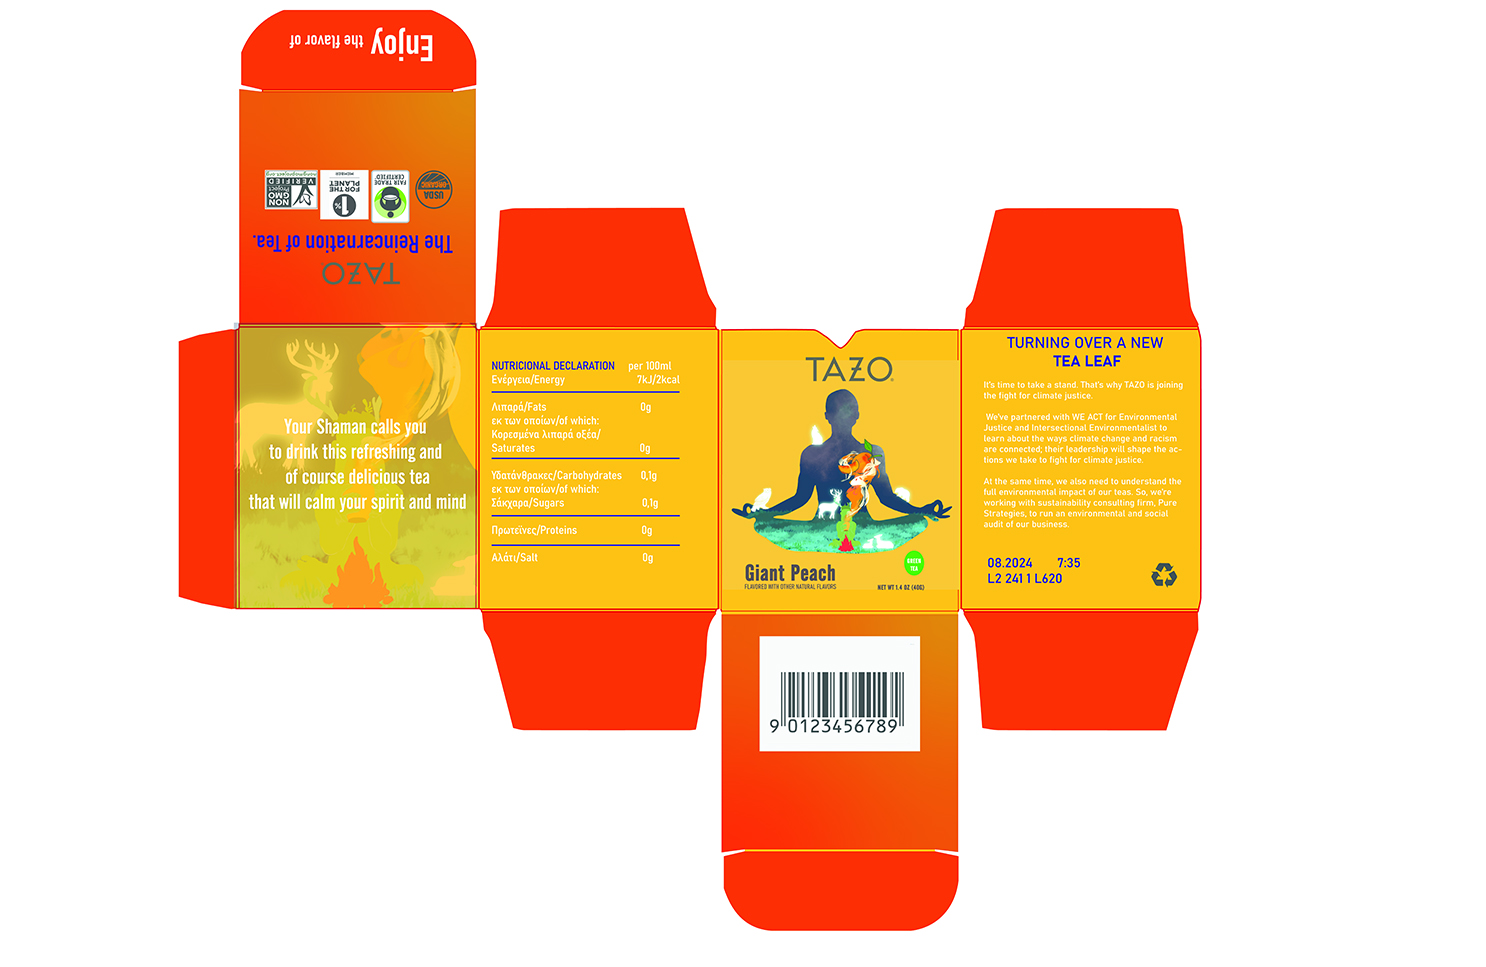 Enjoy the flavor of
NON
GMO
Project
VERIFIED
nongmoproject.org
1%
FOR THE
PLANET
MEMBER
FAIR TRADE
CERTIFIED
USDA
ORGANIC
The Reincarnation of Tea.
TAZO
Your Shaman calls you
to drink this refreshing and
of course delicious tea
that will calm your spirit and mind
NUTRICIONAL DECLARATION per 100ml
Ενέργεια/Energy 7kJ/2kcal
Λιπαρά/Fats 0g
εκ των οποίων/of which:
Κορεσμένα λιπαρά οξέα/
Saturates 0g
Υδατάνθρακες/Carbohydrates 0,1g
εκ των οποίων/of which:
Σάκχαρα/Sugars 0,1g
Πρωτεϊνες/Proteins 0g
Αλάτι/Salt 0g
TAZO
GREEN
TEA
Giant Peach
FLAVORED WITH OTHER NATURAL FLAVORS
NET WT 1.4 OZ (40G)
9 0123456789
TURNING OVER A NEW
TEA LEAF
It's time to take a stand. That's why TAZO is joining
the fight for climate justice.
We've partnered with WE ACT for Environmental
Justice and Intersectional Environmentalist to
learn about the ways climate change and racism
are connected; their leadership will shape the ac-
tions we take to fight for climate justice.
At the same time, we also need to understand the
full environmental impact of our teas. So, we're
working with sustainability consulting firm, Pure
Strategies, to run an environmental and social
audit of our business.
08.2024 7:35
L2 241 1 L620